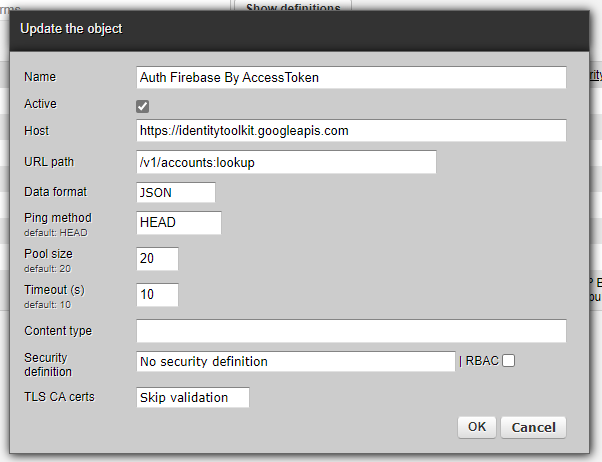 rms
Show definitions
Update the object
Name
Auth Firebase By AccessToken
Active
Host
https://identitytoolkit.googleapis.com
URL path
/v1/accounts:lookup
Data format
JSON
Ping method
default: HEAD
HEAD
Pool size
default: 20
20
Timeout (s)
default: 10
10
Content type
Security
definition
No security definition
| RBAC
TLS CA certs
Skip validation
OK
Cancel